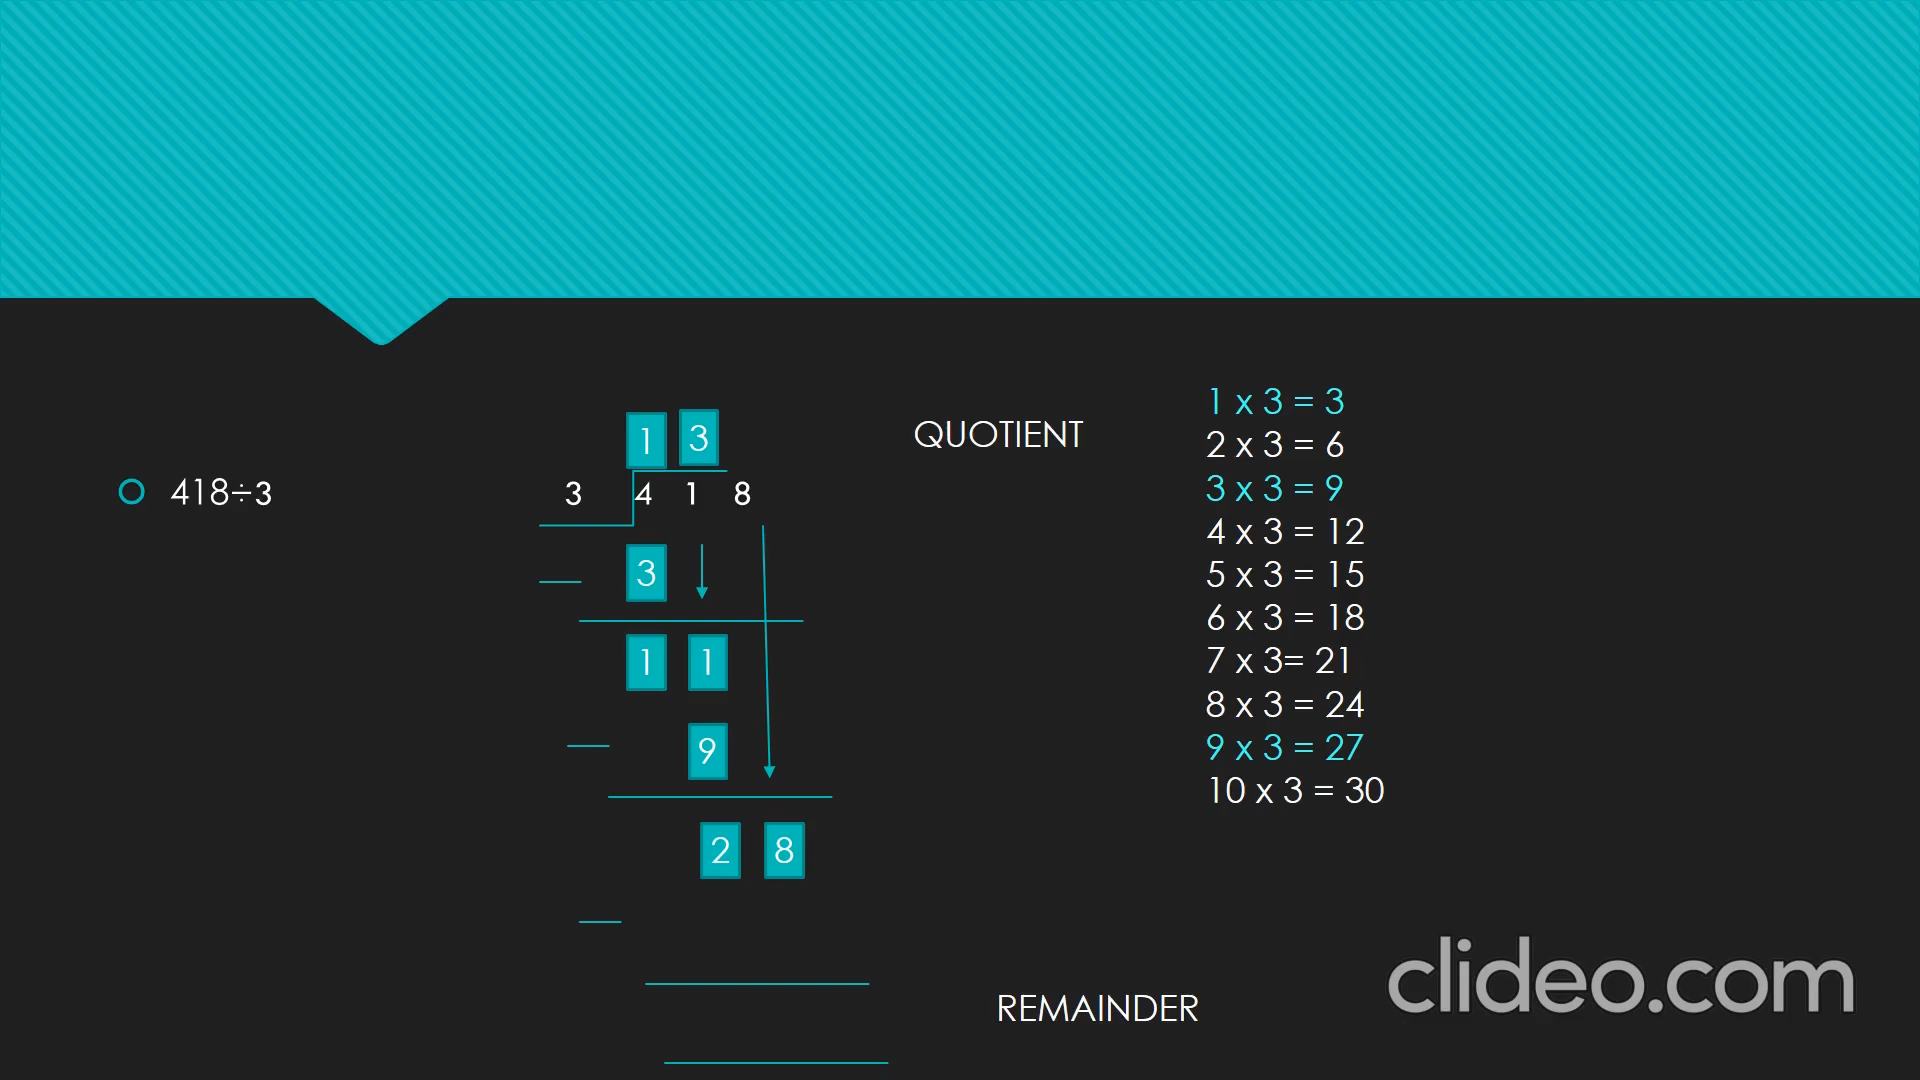 418÷3
1 3
3 4 1 8
3
1 1
9
2 8
QUOTIENT
REMAINDER
1 x 3 = 3
2 x 3 = 6
3 x 3 = 9
4 x 3 = 12
5 x 3 = 15
6 x 3 = 18
7 x 3= 21
8 x 3 = 24
9 x 3 = 27
10 x 3 = 30
clideo.com